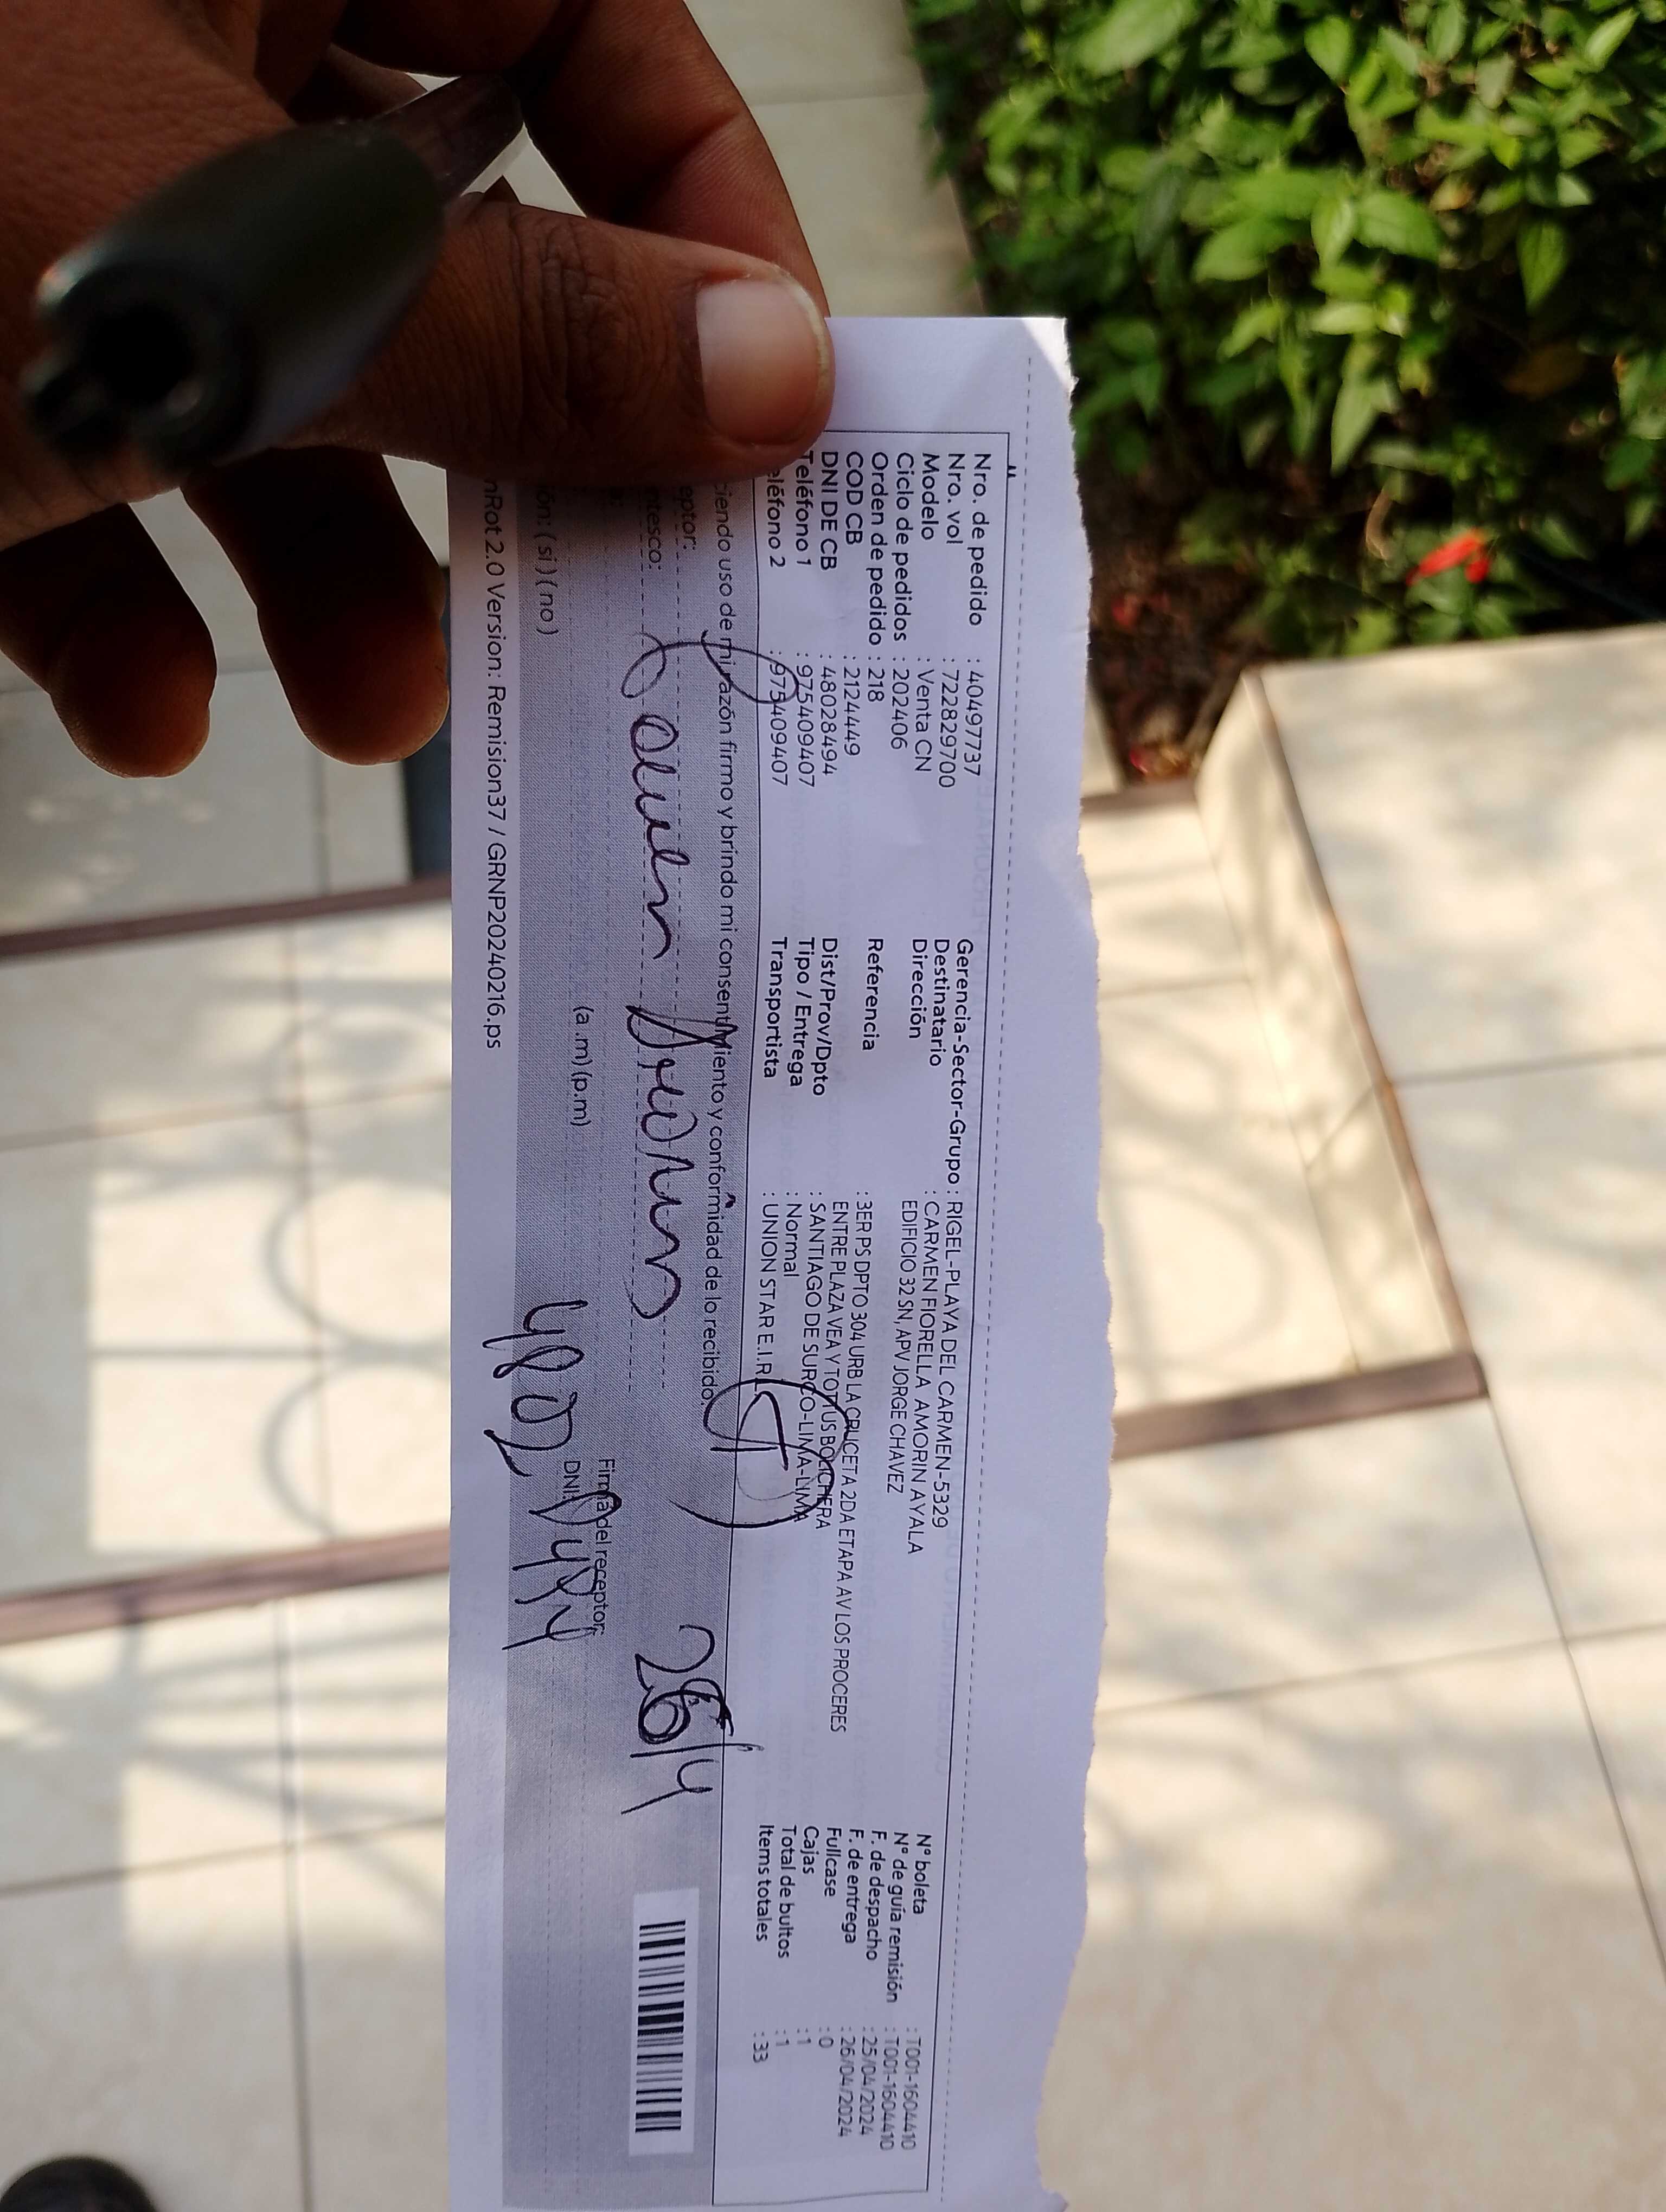 Nro. de pedido : 40497737
Nro. vol : 722829700
Modelo : Venta CN
Ciclo de pedidos : 202406
Orden de pedido : 218
COD CB : 2124449
DNI DE CB : 48028494
Teléfono 1 : 975409407
eléfono 2 : 975409407
Gerencia-Sector-Grupo : RIGEL-PLAYA DEL CARMEN-5329
Destinatario : CARMEN FIORELLA AMORIN AYALA
Dirección EDIFICIO 32 SN, APV JORGE CHAVEZ
Referencia : 3ER PS DPTO 304 URB LA CRUCETA 2DA ETAPA AV LOS PROCERES
ENTRE PLAZA VEA Y TOTTUS BOLICHERA
Dist/Prov/Dpto : SANTIAGO DE SURCO-LIMA-LIMA
Tipo / Entrega : Normal
Transportista : UNION STAR E.I.R.L
N° boleta : T001-1604410
N° de guía remisión : T001-1604410
F. de despacho : 25/04/2024
F. de entrega : 26/04/2024
Fullcase : 0
Cajas : 1
Total de bultos : 1
Items totales : 33
ciendo uso de mi razón firmo y brindo mi consentimiento y conformidad de lo recibido
eptor:
ntesco:
26/4
Firma del receptor:
DNI:
48028494
(a .m) (p.m)
ión: ( si ) ( no )
nRot 2.0 Version: Remision37 / GRNP20240216.ps